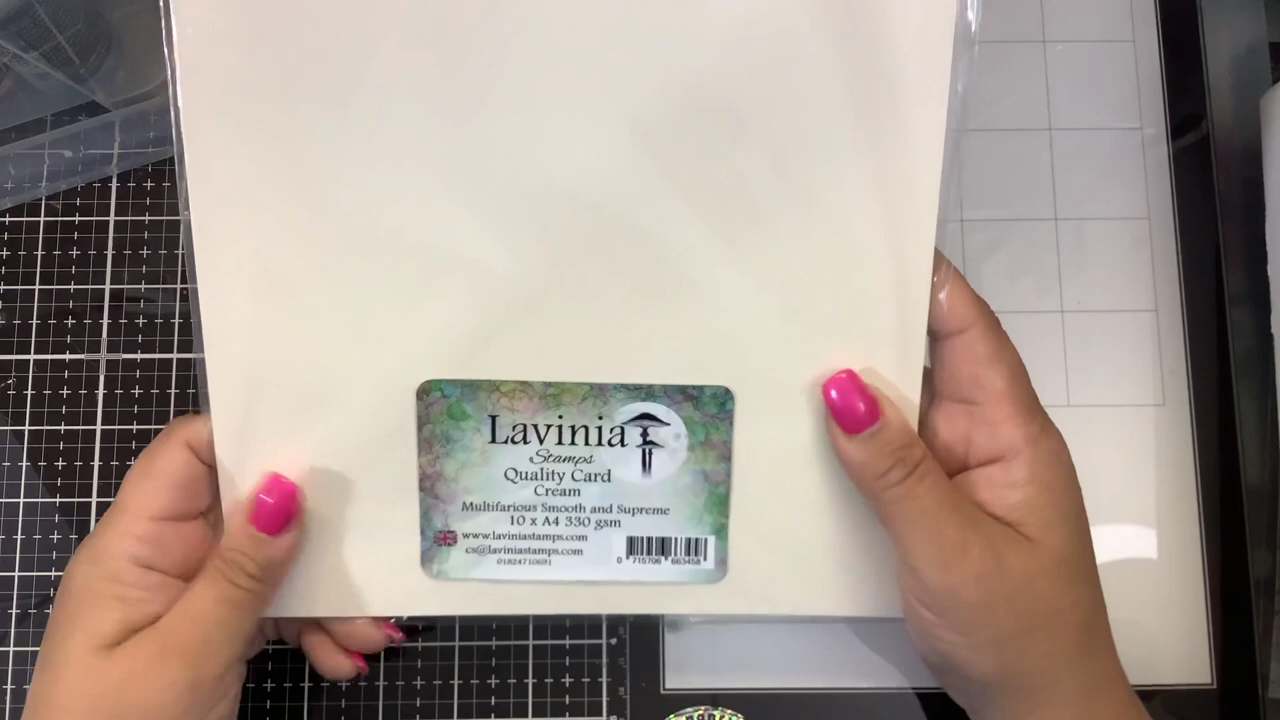 Lavinia
Stamps
Quality Card
Cream
Multifarious Smooth and Supreme
10 x A4 330 gsm
www.laviniastamps.com
cs@laviniastamps.com
01824710691
0 715706 663458